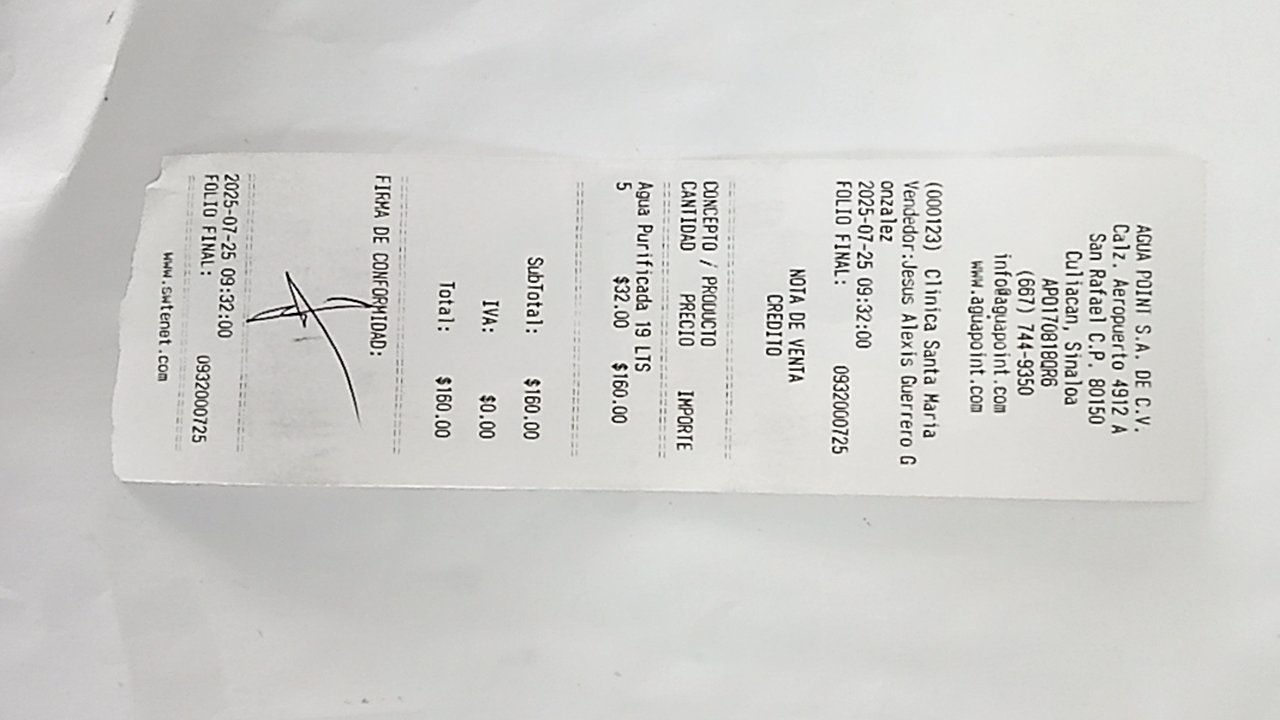 AGUA POINT S.A. DE C.V.
Calz. Aeropuerto 4912 A
San Rafael C.P. 80150
Culiacan, Sinaloa
APO170818QR6
(667) 744-9350
info@aguapoint.com
www.aguapoint.com
(000123) Clinica Santa Maria
Vendedor:Jesus Alexis Guerrero G
onzalez
2025-07-25 09:32:00
FOLIO FINAL: 0932000725
NOTA DE VENTA
CREDITO
CONCEPTO / PRODUCTO
CANTIDAD PRECIO IMPORTE
Agua Purificada 19 LTS
5 $32.00 $160.00
SubTotal: $160.00
IVA: $0.00
Total: $160.00
FIRMA DE CONFORMIDAD:
2025-07-25 09:32:00
FOLIO FINAL: 0932000725
www.swtenet.com